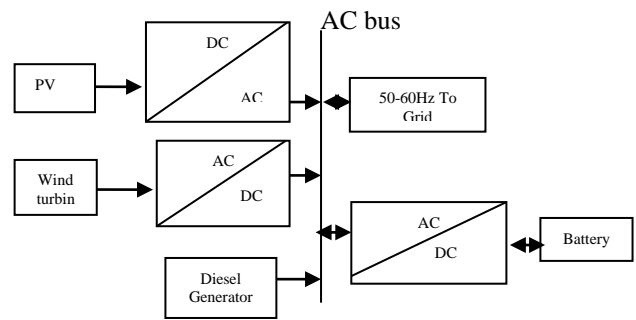 AC bus
DC
AC
PV
50-60Hz To
Grid
AC
DC
Wind
turbin
AC
DC
Battery
Diesel
Generator